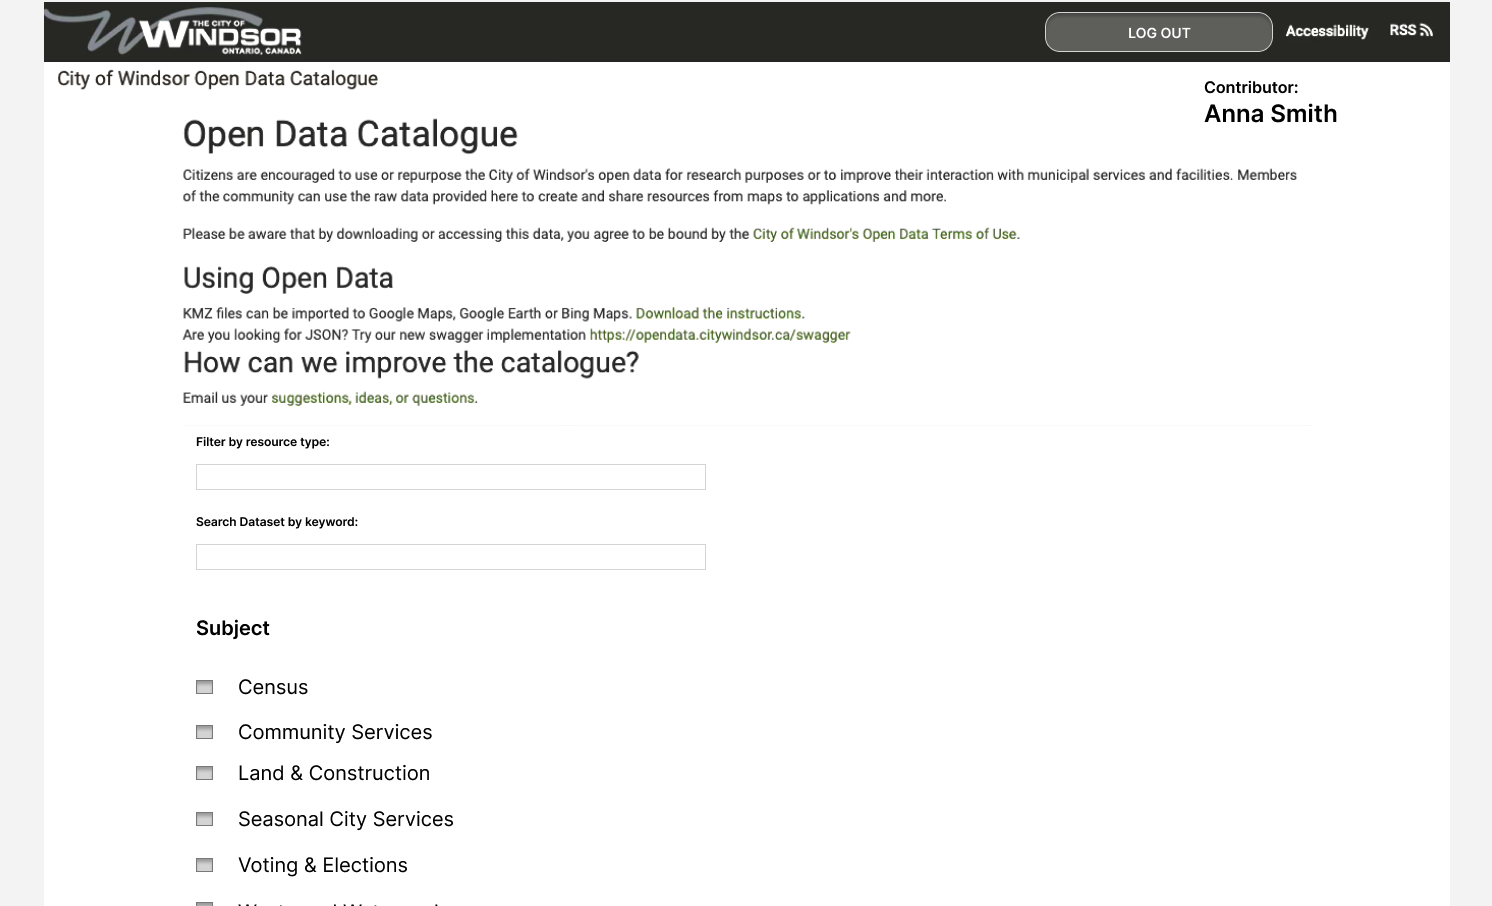 THE CITY OF
WINDSOR
ONTARIO, CANADA
LOG OUT
Accessibility
RSS
City of Windsor Open Data Catalogue
Contributor:
Anna Smith
Open Data Catalogue
Citizens are encouraged to use or repurpose the City of Windsor's open data for research purposes or to improve their interaction with municipal services and facilities. Members
of the community can use the raw data provided here to create and share resources from maps to applications and more.
Please be aware that by downloading or accessing this data, you agree to be bound by the City of Windsor's Open Data Terms of Use.
Using Open Data
KMZ files can be imported to Google Maps, Google Earth or Bing Maps. Download the instructions.
Are you looking for JSON? Try our new swagger implementation https://opendata.citywindsor.ca/swagger
How can we improve the catalogue?
Email us your suggestions, ideas, or questions.
Filter by resource type:
Search Dataset by keyword:
Subject
Census
Community Services
Land & Construction
Seasonal City Services
Voting & Elections